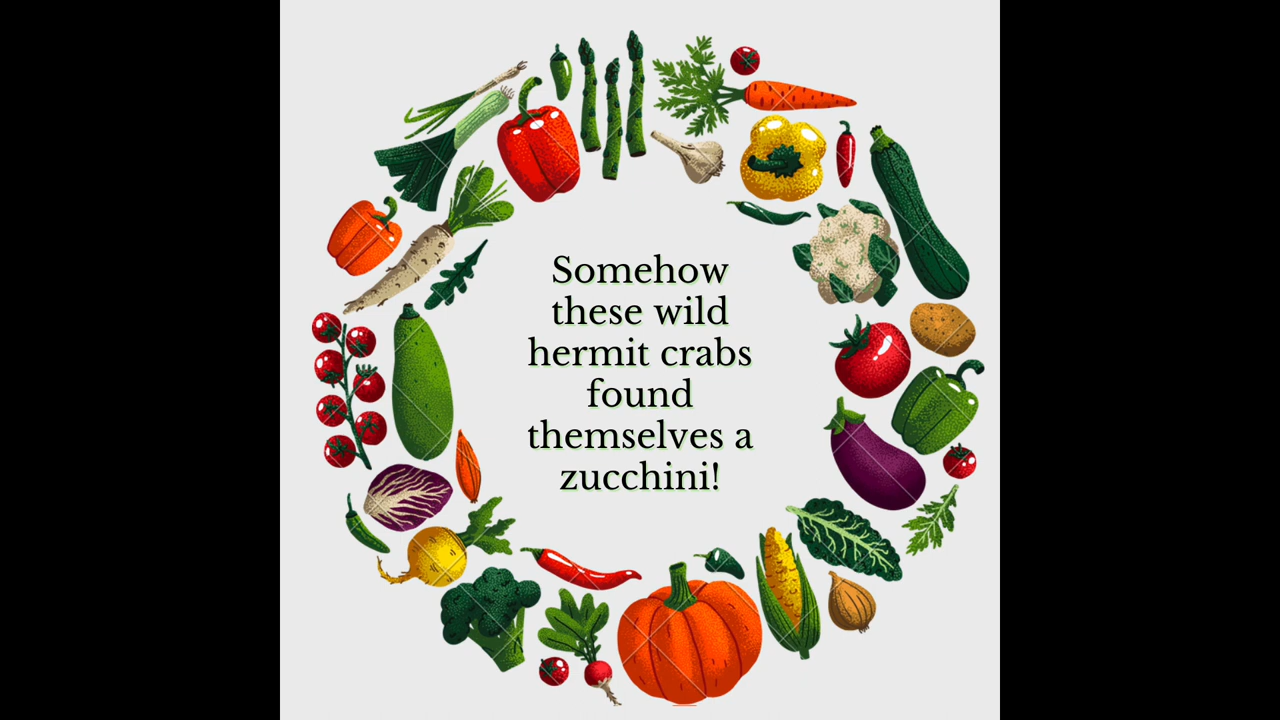 Somehow
these wild
hermit crabs
found
themselves a
zucchini!